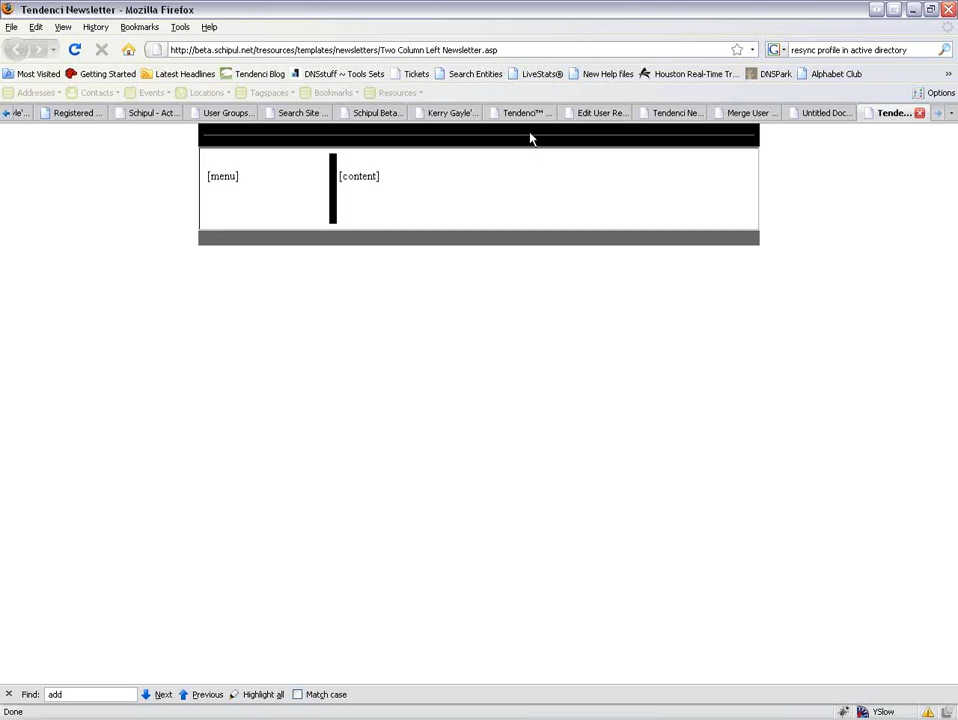 Tendenci Newsletter - Mozilla Firefox
File Edit View History Bookmarks Tools Help
http://beta.schipul.net/tresources/templates/newsletters/Two Column Left Newsletter.asp
resync profile in active directory
Most Visited Getting Started Latest Headlines Tendenci Blog DNSstuff ~ Tools Sets Tickets Search Entities LiveStats® New Help files Houston Real-Time Tr... DNSPark Alphabet Club »
Addresses Contacts Events Locations Tagspaces Bookmarks Resources Options
le'... Registered ... Schipul - Act... User Groups... Search Site ... Schipul Beta... Kerry Gayle'... Tendenci™ ... Edit User Re... Tendenci Ne... Merge User ... Untitled Doc... Tende...
[menu] [content]
Find: add Next Previous Highlight all Match case
Done YSlow